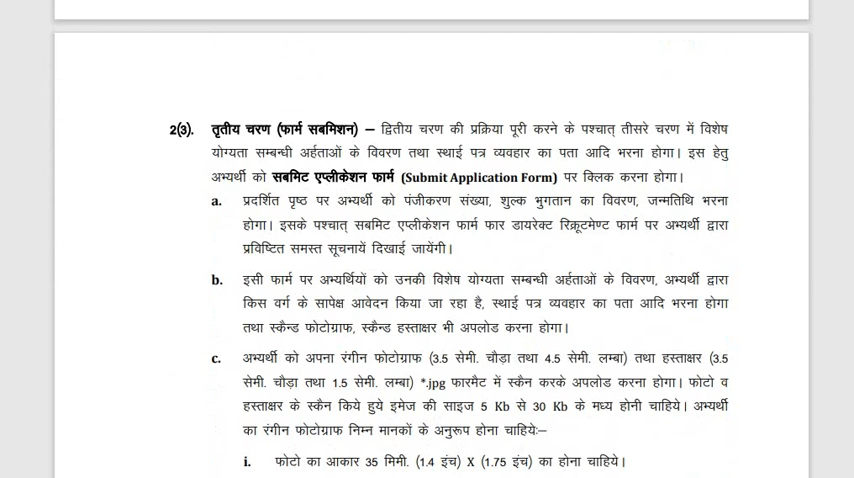 2(3). तृतीय चरण (फार्म सबमिशन) – द्वितीय चरण की प्रक्रिया पूरी करने के पश्चात् तीसरे चरण में विशेष
योग्यता सम्बन्धी अर्हताओं के विवरण तथा स्थाई पत्र व्यवहार का पता आदि भरना होगा। इस हेतु
अभ्यर्थी को सबमिट एप्लीकेशन फार्म (Submit Application Form) पर क्लिक करना होगा।
a. प्रदर्शित पृष्ठ पर अभ्यर्थी को पंजीकरण संख्या, शुल्क भुगतान का विवरण, जन्मतिथि भरना
होगा। इसके पश्चात् सबमिट एप्लीकेशन फार्म फार डायरेक्ट रिक्रूटमेण्ट फार्म पर अभ्यर्थी द्वारा
प्रविष्टित समस्त सूचनायें दिखाई जायेंगी।
b. इसी फार्म पर अभ्यर्थियों को उनकी विशेष योग्यता सम्बन्धी अर्हताओं के विवरण, अभ्यर्थी द्वारा
किस वर्ग के सापेक्ष आवेदन किया जा रहा है, स्थाई पत्र व्यवहार का पता आदि भरना होगा
तथा स्कैन्ड फोटोग्राफ, स्कैन्ड हस्ताक्षर भी अपलोड करना होगा।
c. अभ्यर्थी को अपना रंगीन फोटोग्राफ (3.5 सेमी. चौड़ा तथा 4.5 सेमी. लम्बा) तथा हस्ताक्षर (3.5
सेमी. चौड़ा तथा 1.5 सेमी. लम्बा) *.jpg फारमैट में स्कैन करके अपलोड करना होगा। फोटो व
हस्ताक्षर के स्कैन किये हुये इमेज की साइज 5 Kb से 30 Kb के मध्य होनी चाहिये। अभ्यर्थी
का रंगीन फोटोग्राफ निम्न मानकों के अनुरूप होना चाहिये:–
i. फोटो का आकार 35 मिमी. (1.4 इंच) X (1.75 इंच) का होना चाहिये।